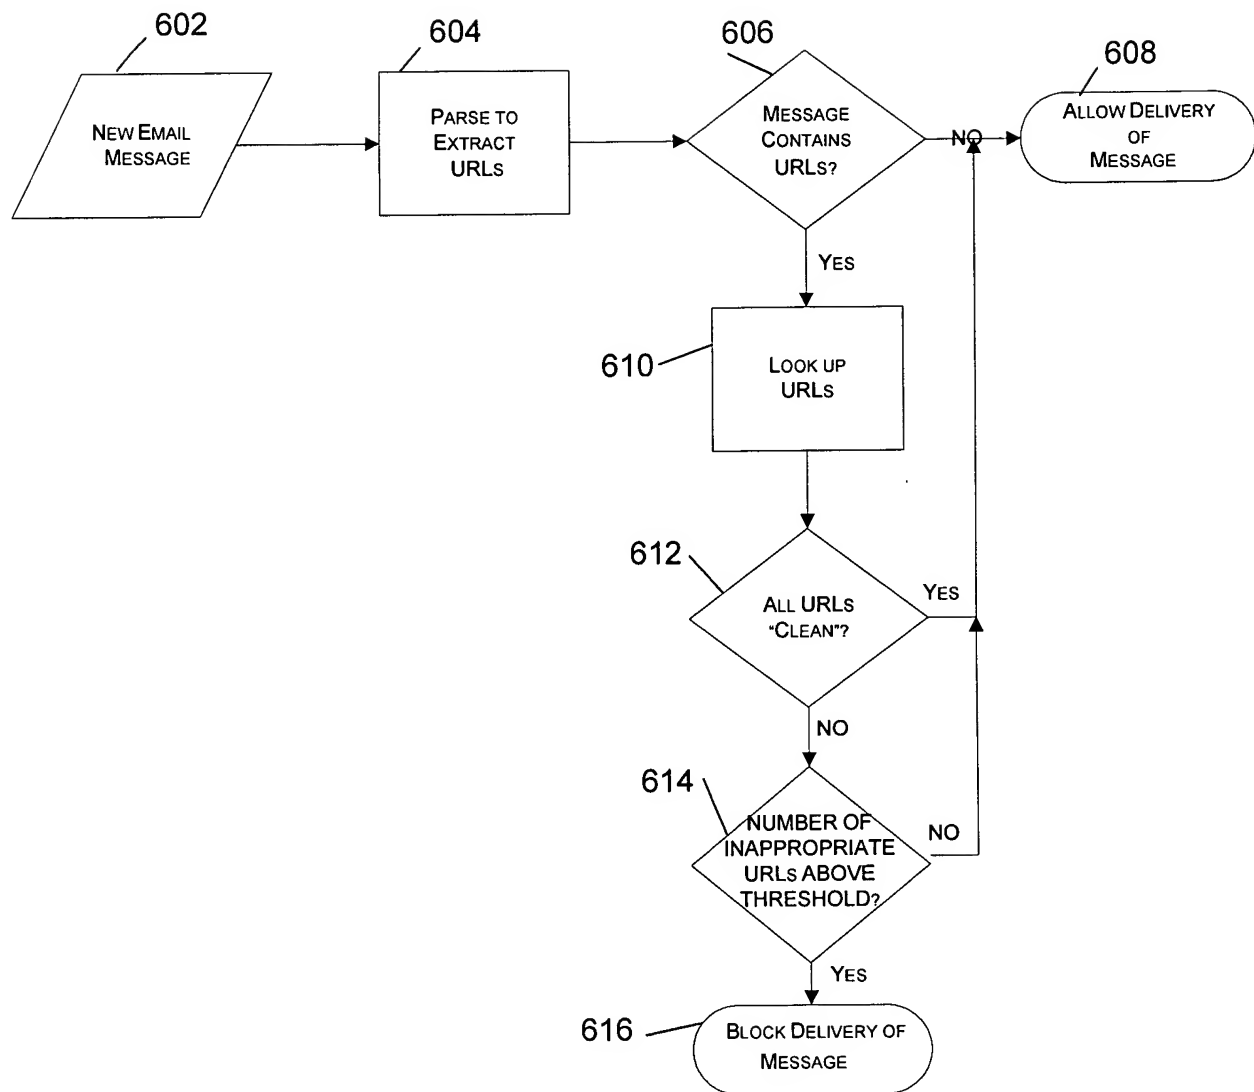 602
604
606
608
NEW EMAIL
MESSAGE
PARSE TO
EXTRACT
URLS
MESSAGE
CONTAINS
URLS?
NO
ALLOW DELIVERY
OF
MESSAGE
YES
610
LOOK UP
URLS
612
ALL URLS
"CLEAN"?
YES
NO
614
NUMBER OF
INAPPROPRIATE
URLS ABOVE
THRESHOLD?
NO
YES
616
BLOCK DELIVERY OF
MESSAGE